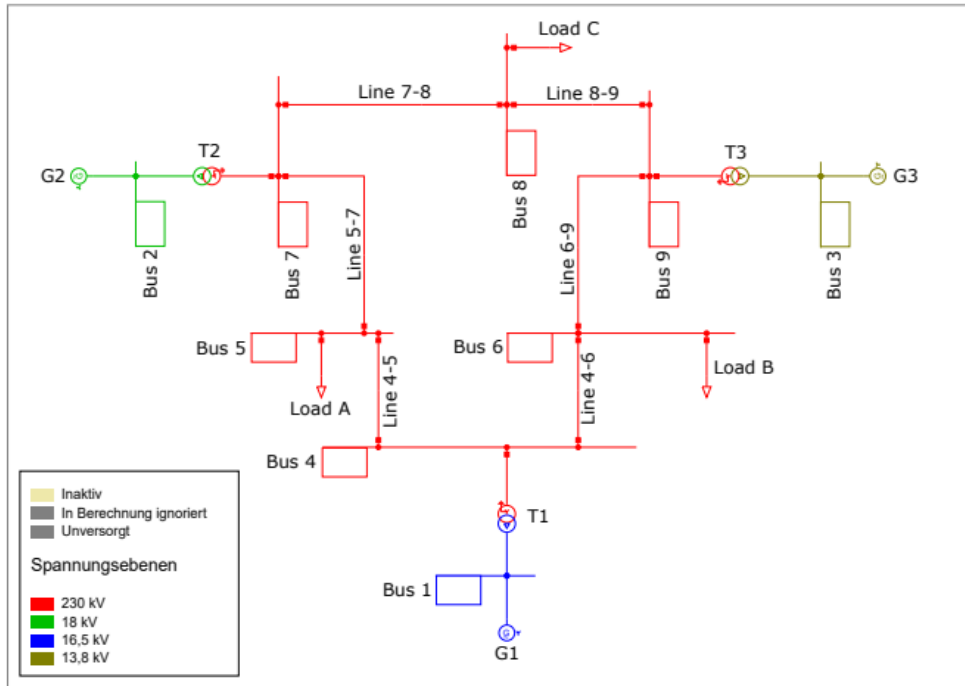 Load C
Line 7-8
Line 8-9
T2
T3
G2
G3
Bus 2
Bus 7
Line 5-7
Bus 8
Line 6-9
Bus 9
Bus 3
Bus 5
Bus 6
Load A
Line 4-5
Line 4-6
Load B
Bus 4
T1
Bus 1
G1
Inaktiv
In Berechnung ignoriert
Unversorgt
Spannungsebenen
230 kV
18 kV
16,5 kV
13,8 kV